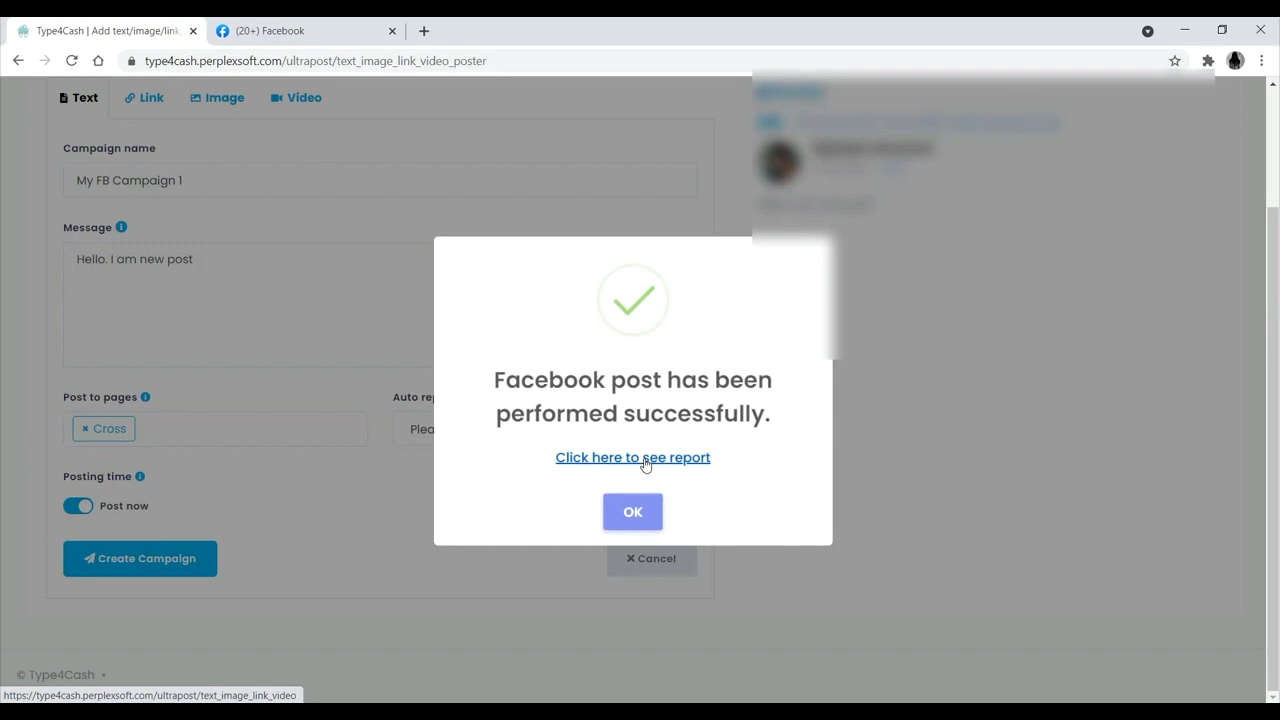 Type4Cash | Add text/image/link
(20+) Facebook
type4cash.perplexsoft.com/ultrapost/text_image_link_video_poster
Text
Link
Image
Video
Campaign name
My FB Campaign 1
Message
Hello. I am new post
Facebook post has been
performed successfully.
Click here to see report
OK
Post to pages
Auto rep
× Cross
Plea
Posting time
Post now
Create Campaign
Cancel
© Type4Cash •
https://type4cash.perplexsoft.com/ultrapost/text_image_link_video